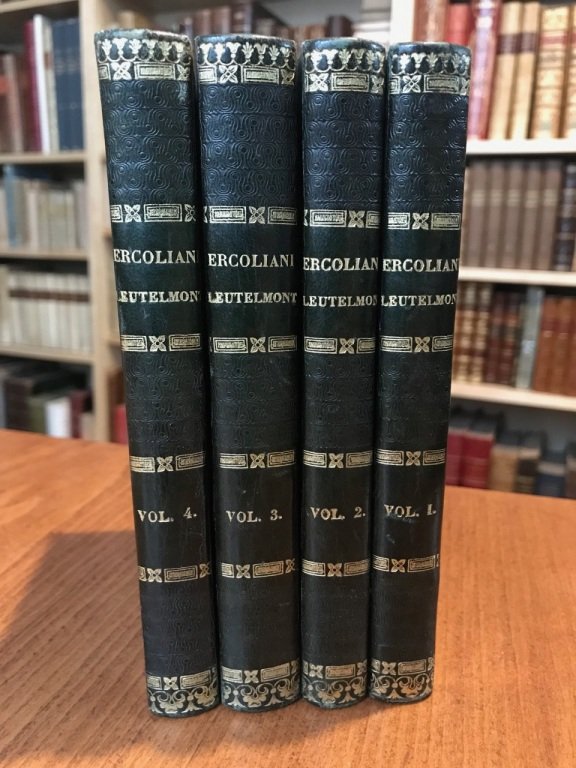 ERCOLIANI
LEUTELMONT
VOL. 4.
ERCOLIANI
LEUTELMONT
VOL. 3.
ERCOLIANI
LEUTELMONT
VOL. 2.
ERCOLIANI
LEUTELMONT
VOL. 1.